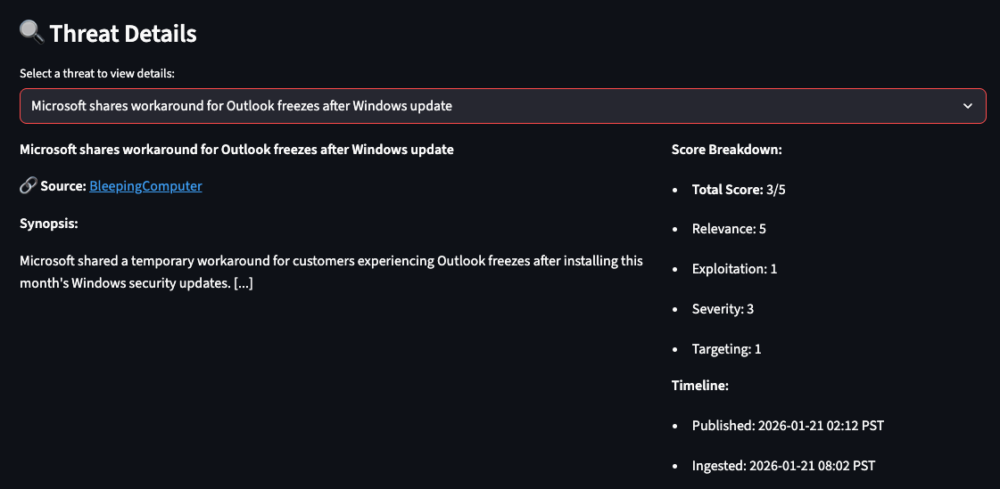 🔍 Threat Details
Select a threat to view details:
Microsoft shares workaround for Outlook freezes after Windows update
Microsoft shares workaround for Outlook freezes after Windows update
🔗 Source: BleepingComputer
Synopsis:
Microsoft shared a temporary workaround for customers experiencing Outlook freezes after installing this
month's Windows security updates. [...]
Score Breakdown:
• Total Score: 3/5
• Relevance: 5
• Exploitation: 1
• Severity: 3
• Targeting: 1
Timeline:
• Published: 2026-01-21 02:12 PST
• Ingested: 2026-01-21 08:02 PST